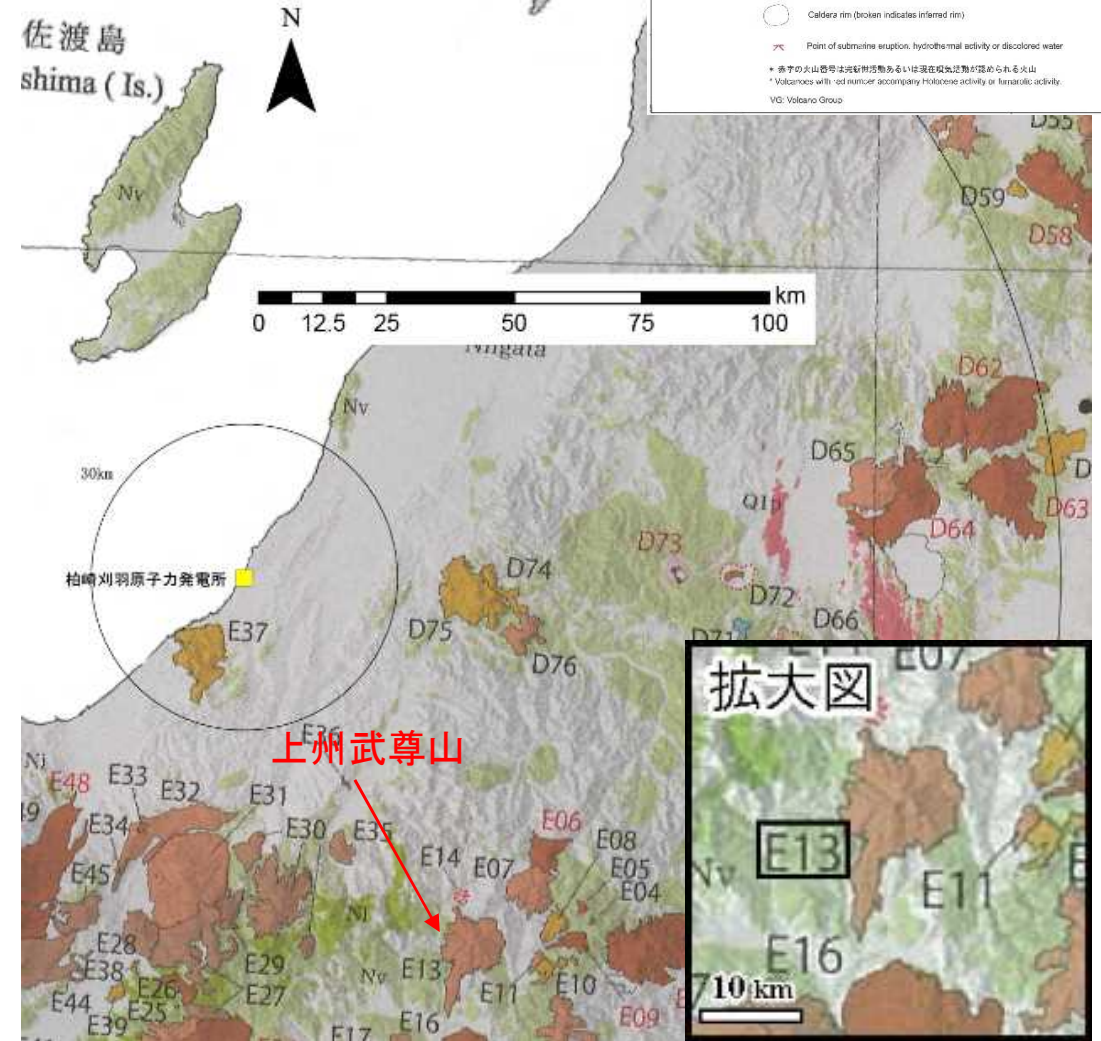 佐渡島
shima ( Is.)
N
Caldera rim (broken indicates inferred rim)
Point of submarine eruption, hydrothermal activity or discolored water
* 赤字の火山番号は完新世活動あるいは現在噴気活動が認められる火山
* Volcanoes with red number accompany Holocene activity or fumarolic activity.
VG: Volcano Group
D55
D59
D58
Nv
km
0 12.5 25 50 75 100
Niigata
Nv
D62
D65
30km
Q1p
D63
D64
D73
D74
柏崎刈羽原子力発電所
D72
D66
E37
D75
D71
D76
E36
上州武尊山
Nj
E48
E33
E32
E31
E34
E30
E35
E06
E08
E14
E07
E05
E45
E04
Nj
E28
E13
Nv
E29
E38
E11
E10
E26
E27
E44
E25
E39
E16
E09
E17
拡大図
E07
E13
Nv
E11
E16
10 km